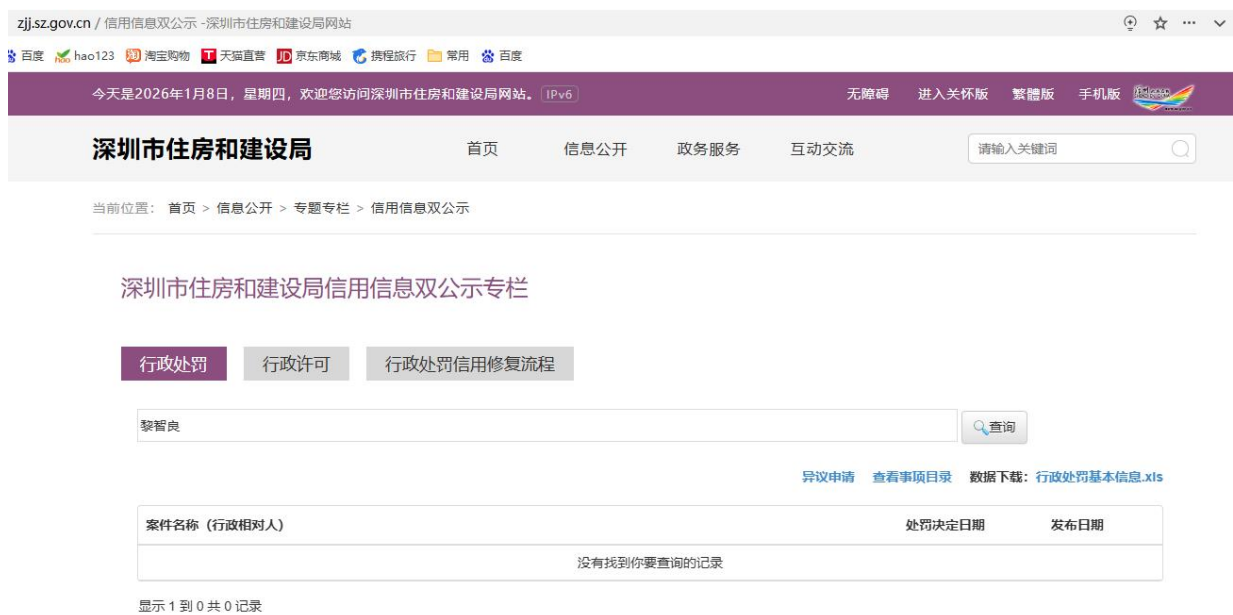 zjj.sz.gov.cn / 信用信息双公示 -深圳市住房和建设局网站
百度 hao123 淘宝购物 天猫直营 JD 京东商城 携程旅行 常用 百度
今天是2026年1月8日，星期四，欢迎您访问深圳市住房和建设局网站。 IPv6 无障碍 进入关怀版 繁體版 手机版
深圳市住房和建设局 首页 信息公开 政务服务 互动交流 请输入关键词
当前位置： 首页 > 信息公开 > 专题专栏 > 信用信息双公示
深圳市住房和建设局信用信息双公示专栏
行政处罚 行政许可 行政处罚信用修复流程
黎智良 查询
异议申请 查看事项目录 数据下载：行政处罚基本信息.xls
案件名称（行政相对人） 处罚决定日期 发布日期
没有找到你要查询的记录
显示 1 到 0 共 0 记录